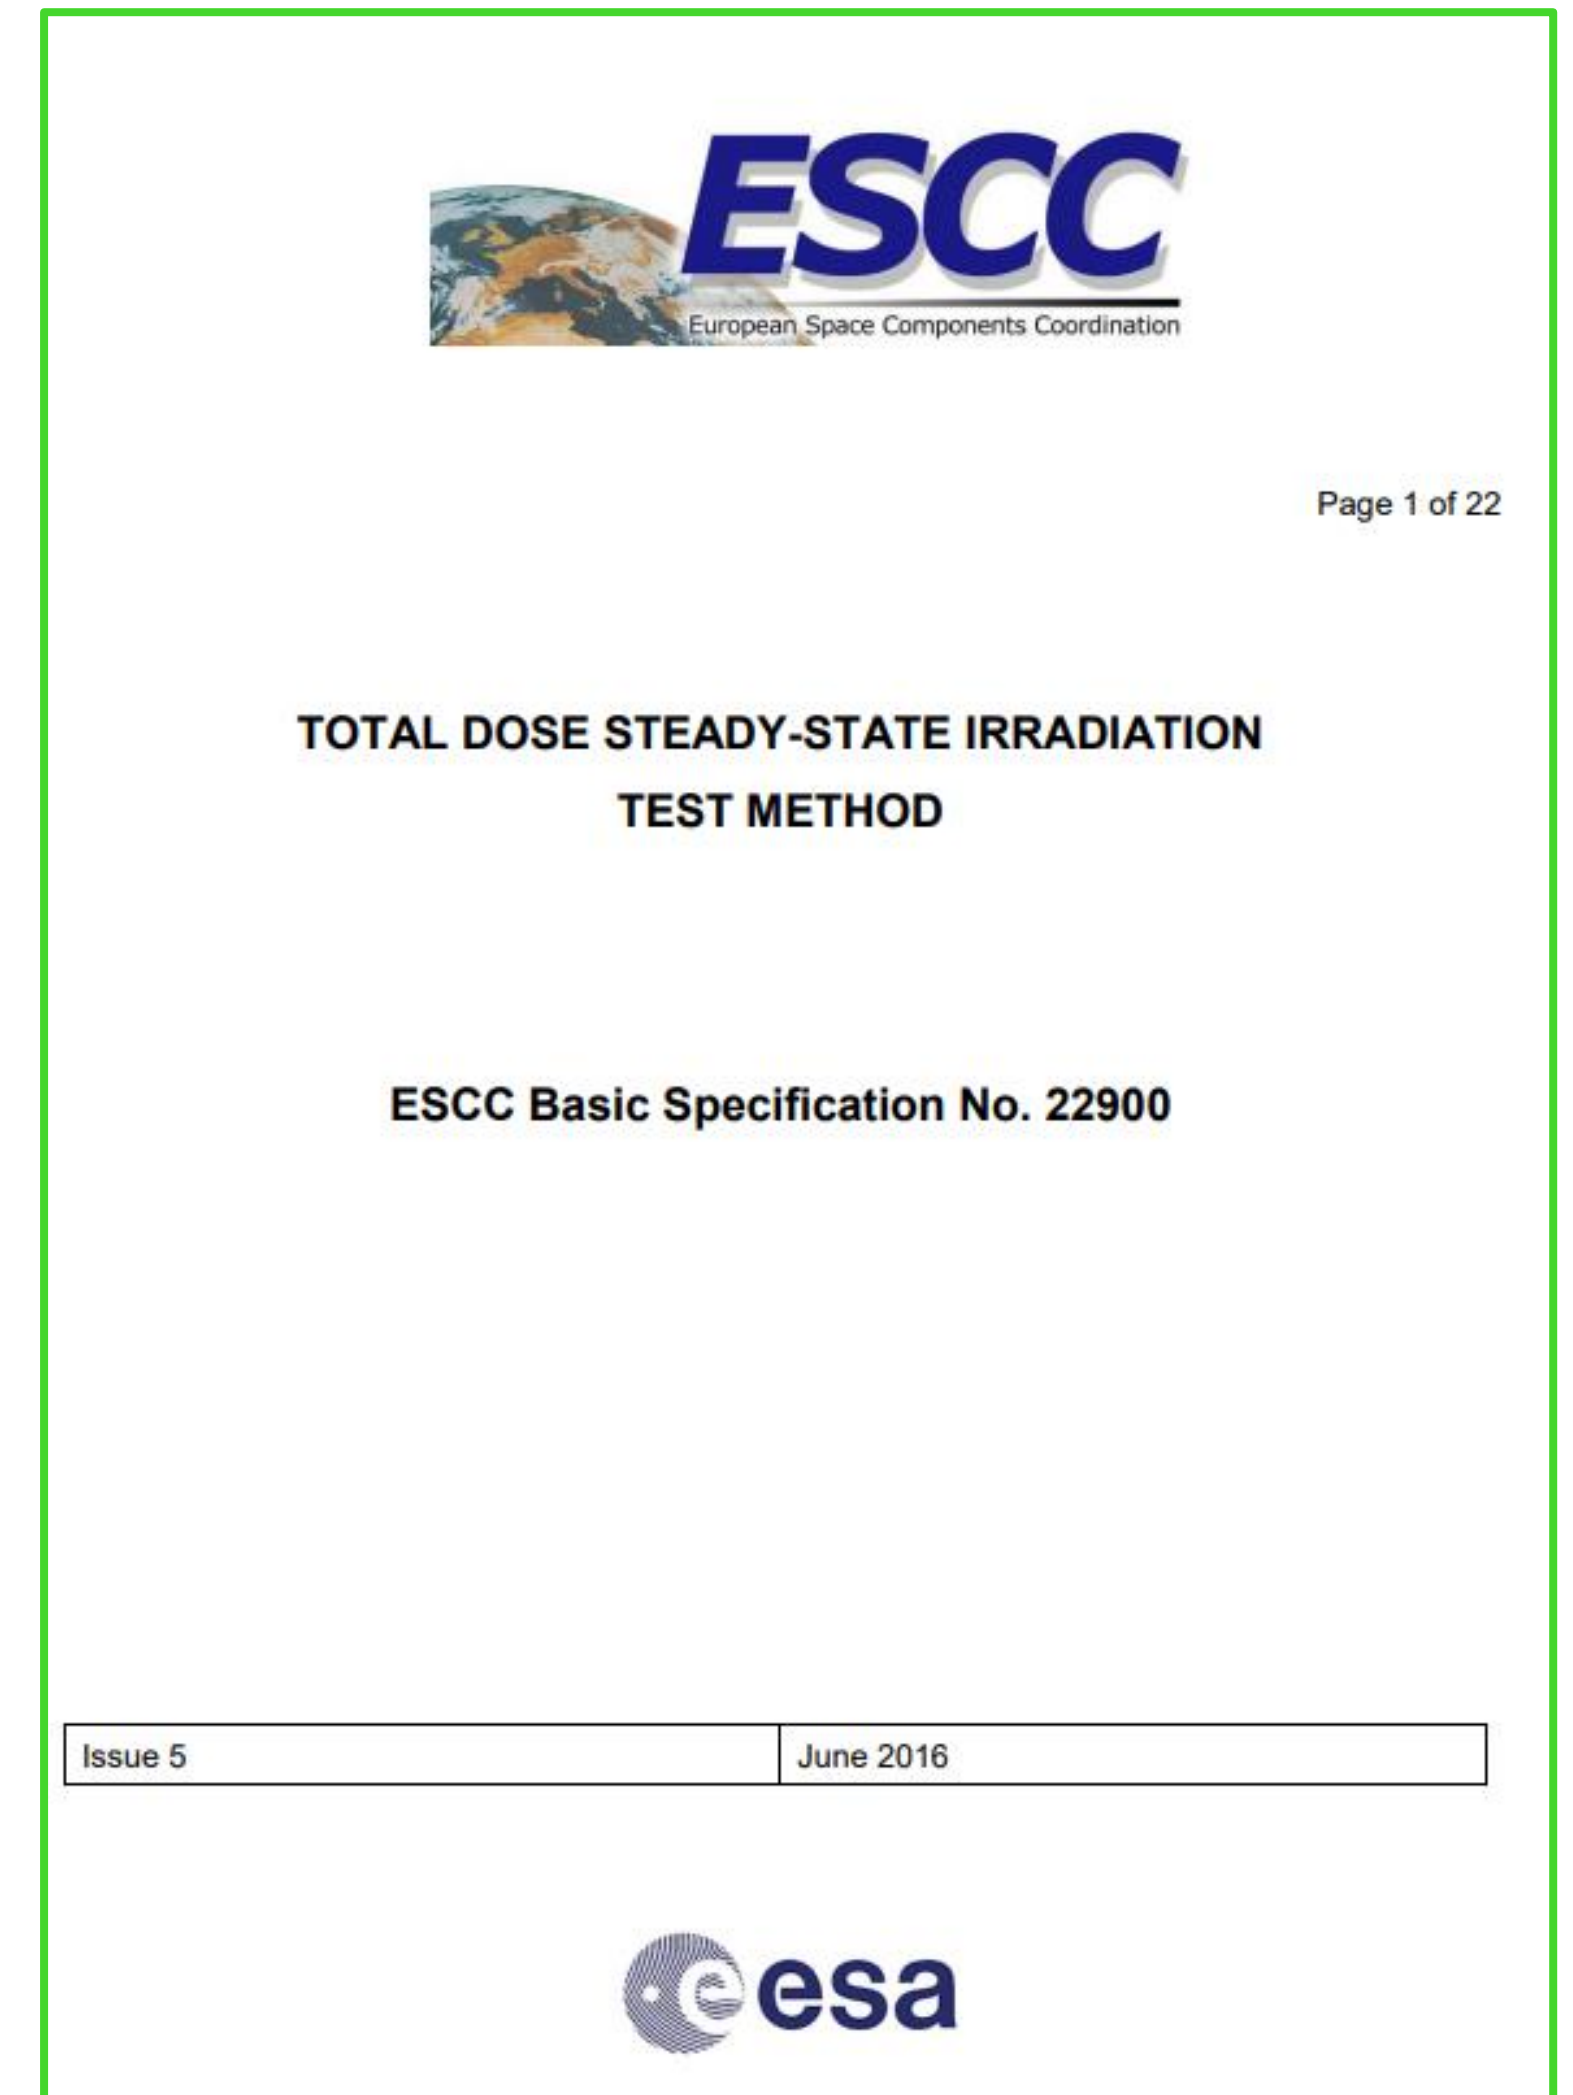 ESCC
European Space Components Coordination
Page 1 of 22
TOTAL DOSE STEADY-STATE IRRADIATION
TEST METHOD
ESCC Basic Specification No. 22900
Issue 5
June 2016
esa